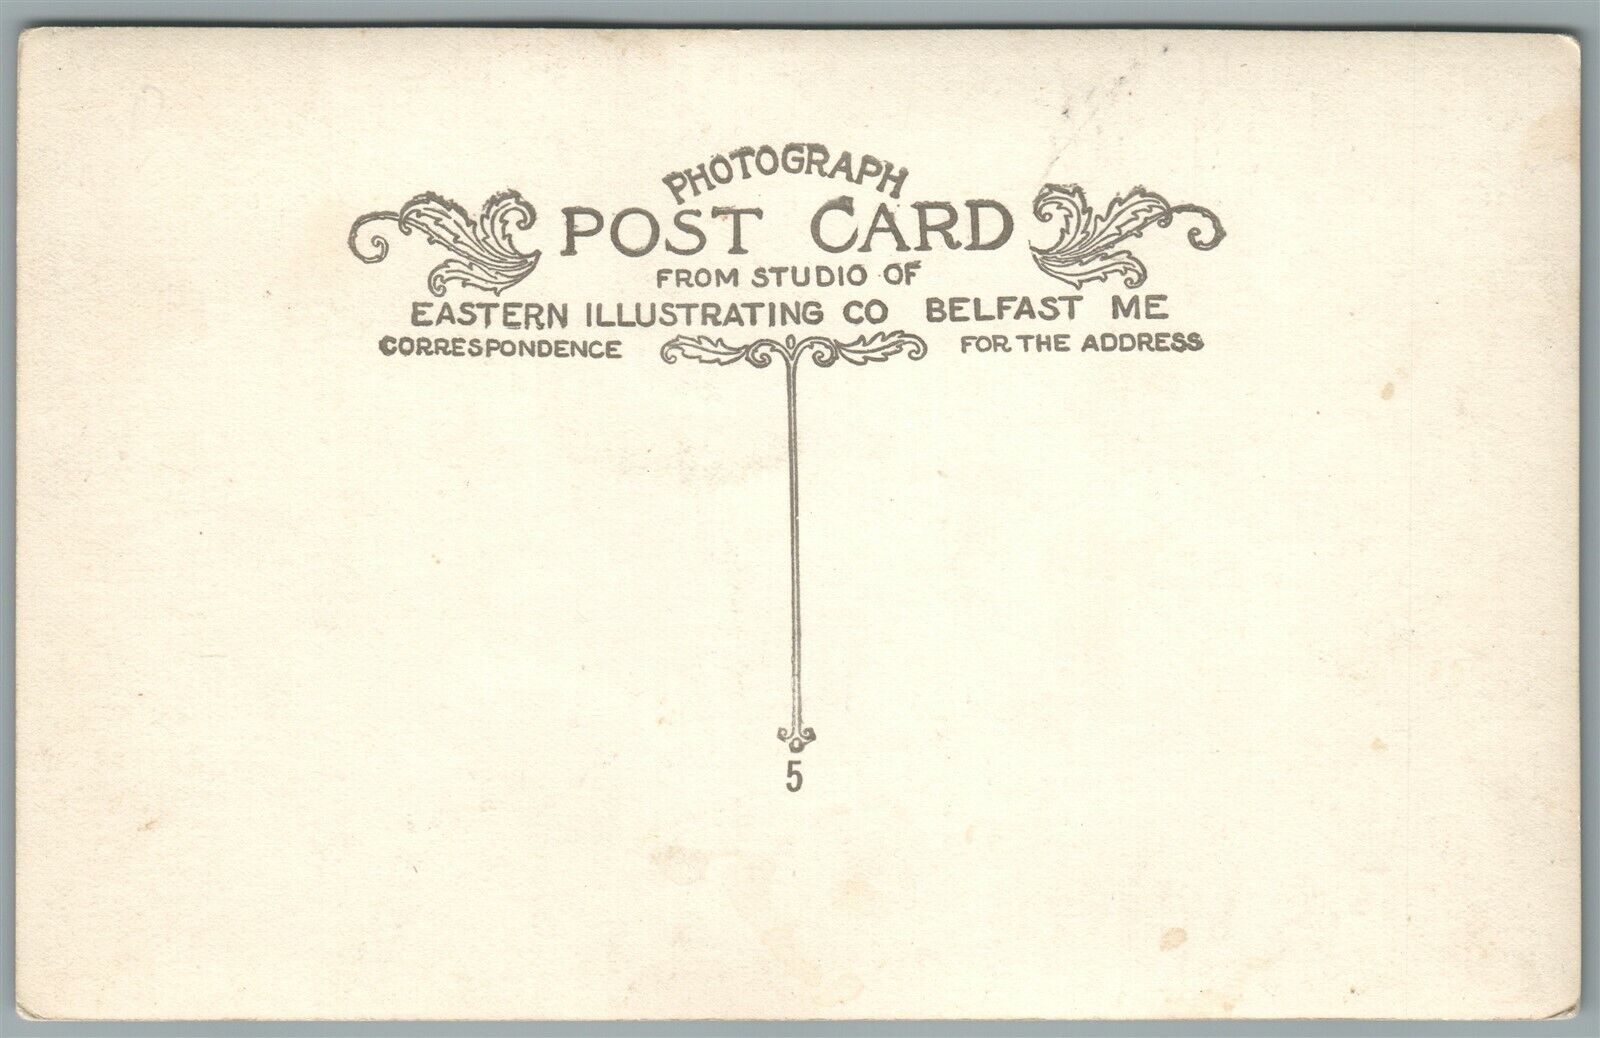 PHOTOGRAPH
POST CARD
FROM STUDIO OF
EASTERN ILLUSTRATING CO BELFAST ME
CORRESPONDENCE FOR THE ADDRESS
5